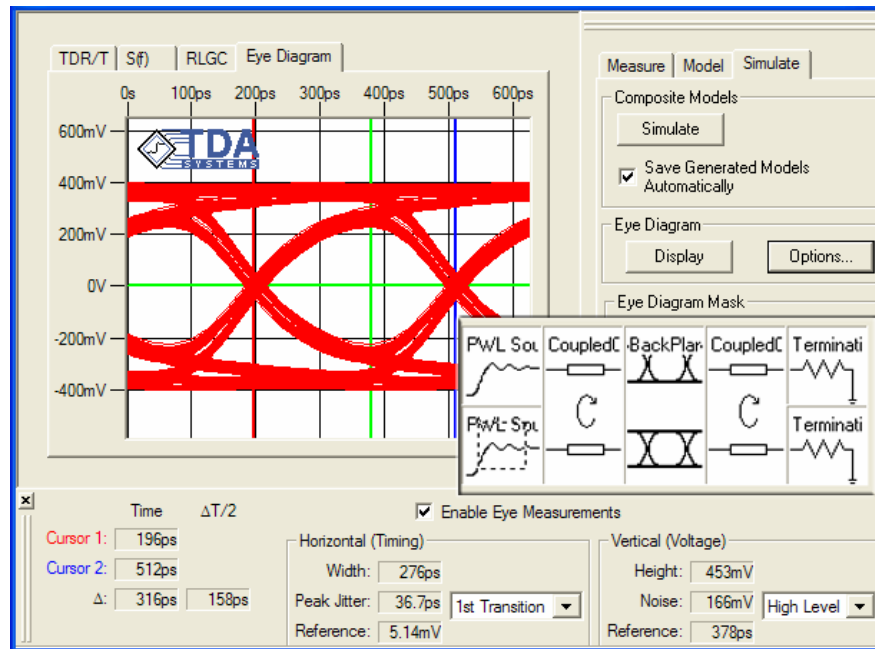 TDR/T S(f) RLGC Eye Diagram
0s 100ps 200ps 300ps 400ps 500ps 600ps
600mV
400mV
200mV
0V
-200mV
-400mV
TDA
SYSTEMS
Measure Model Simulate
Composite Models
Simulate
Save Generated Models
Automatically
Eye Diagram
Display Options...
Eye Diagram Mask
PWL Sou CoupledC BackPlan CoupledC Terminati
PWL Sou Terminati
Time ΔT/2
Cursor 1: 196ps
Cursor 2: 512ps
Δ: 316ps 158ps
Enable Eye Measurements
Horizontal (Timing)
Width: 276ps
Peak Jitter: 36.7ps 1st Transition
Reference: 5.14mV
Vertical (Voltage)
Height: 453mV
Noise: 166mV High Level
Reference: 378ps